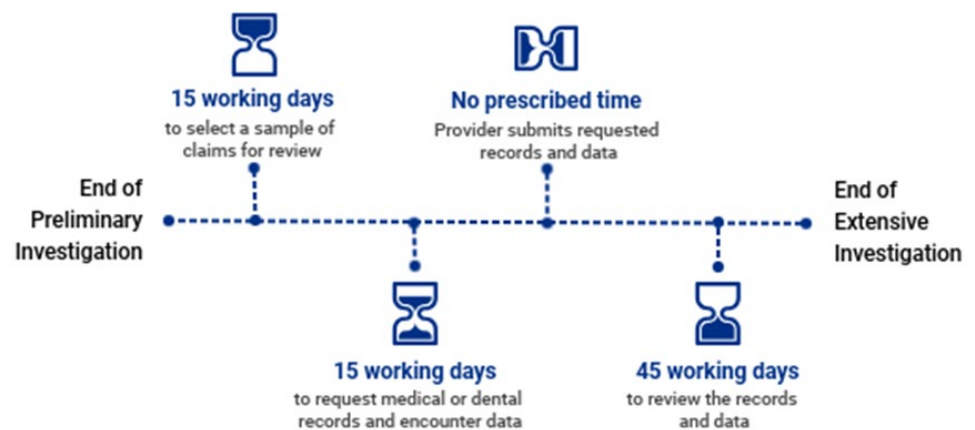 15 working days
to select a sample of
claims for review
No prescribed time
Provider submits requested
records and data
End of
Preliminary
Investigation
End of
Extensive
Investigation
15 working days
to request medical or dental
records and encounter data
45 working days
to review the records
and data